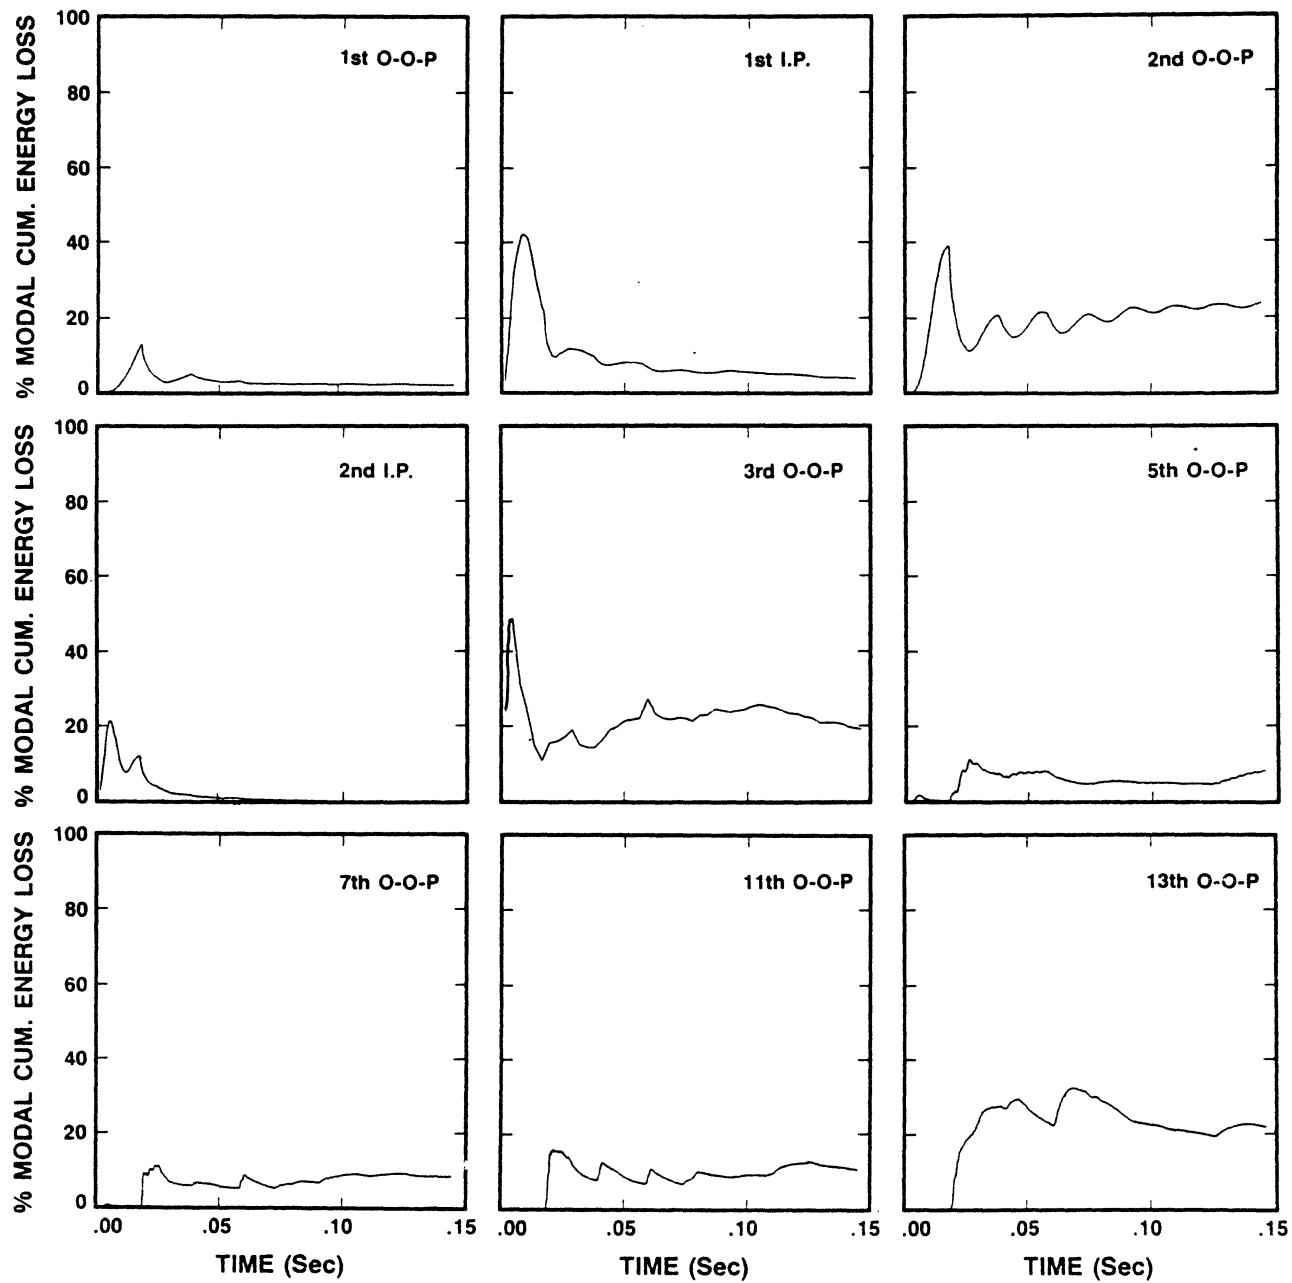 % MODAL CUM. ENERGY LOSS
100
80
60
40
20
0
1st O-O-P
1st I.P.
2nd O-O-P
% MODAL CUM. ENERGY LOSS
100
80
60
40
20
0
2nd I.P.
3rd O-O-P
5th O-O-P
% MODAL CUM. ENERGY LOSS
100
80
60
40
20
0
7th O-O-P
11th O-O-P
13th O-O-P
.00 .05 .10 .15
.00 .05 .10 .15
.00 .05 .10 .15
TIME (Sec)
TIME (Sec)
TIME (Sec)